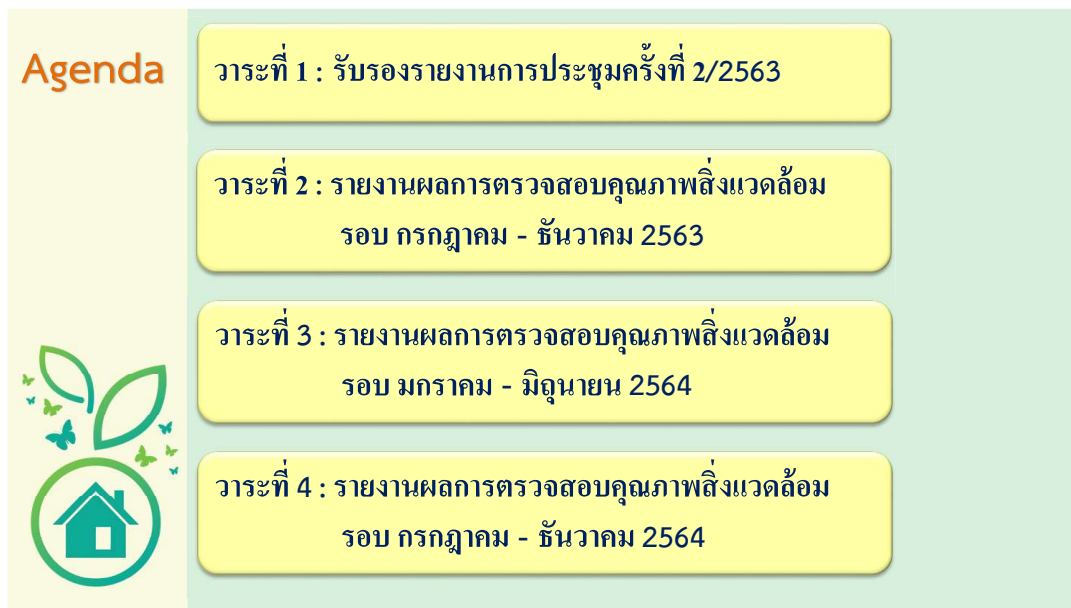 Agenda
วาระที่ 1 : รับรองรายงานการประชุมครั้งที่ 2/2563
วาระที่ 2 : รายงานผลการตรวจสอบคุณภาพสิ่งแวดล้อม
รอบ กรกฎาคม - ธันวาคม 2563
วาระที่ 3 : รายงานผลการตรวจสอบคุณภาพสิ่งแวดล้อม
รอบ มกราคม - มิถุนายน 2564
วาระที่ 4 : รายงานผลการตรวจสอบคุณภาพสิ่งแวดล้อม
รอบ กรกฎาคม - ธันวาคม 2564